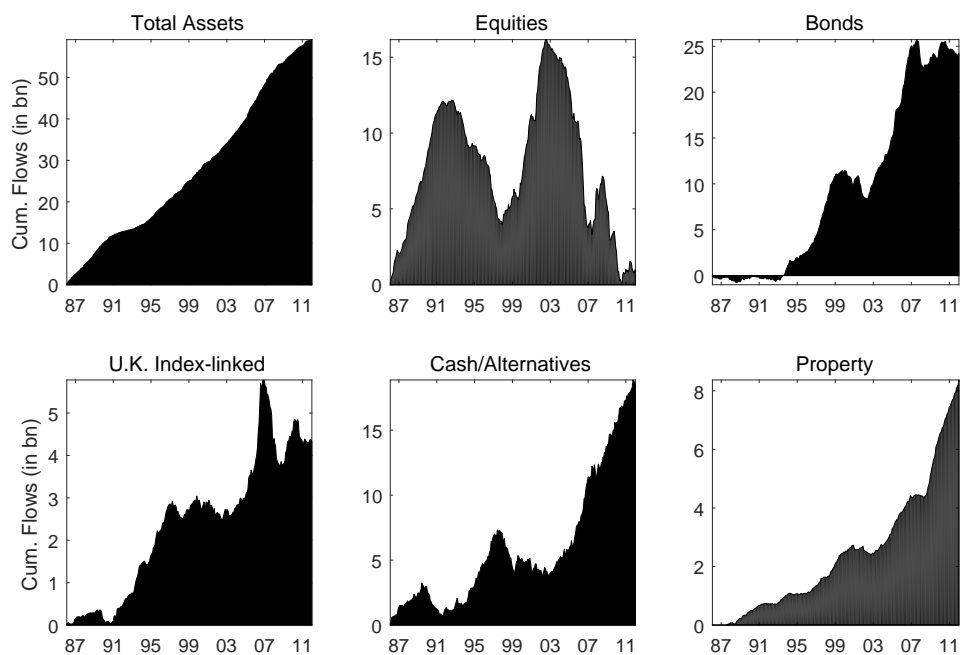 Total Assets
Cum. Flows (in bn)
50
40
30
20
10
0
87 91 95 99 03 07 11
Equities
15
10
5
0
87 91 95 99 03 07 11
Bonds
25
20
15
10
5
0
87 91 95 99 03 07 11
U.K. Index-linked
Cum. Flows (in bn)
5
4
3
2
1
0
87 91 95 99 03 07 11
Cash/Alternatives
15
10
5
0
87 91 95 99 03 07 11
Property
8
6
4
2
0
87 91 95 99 03 07 11